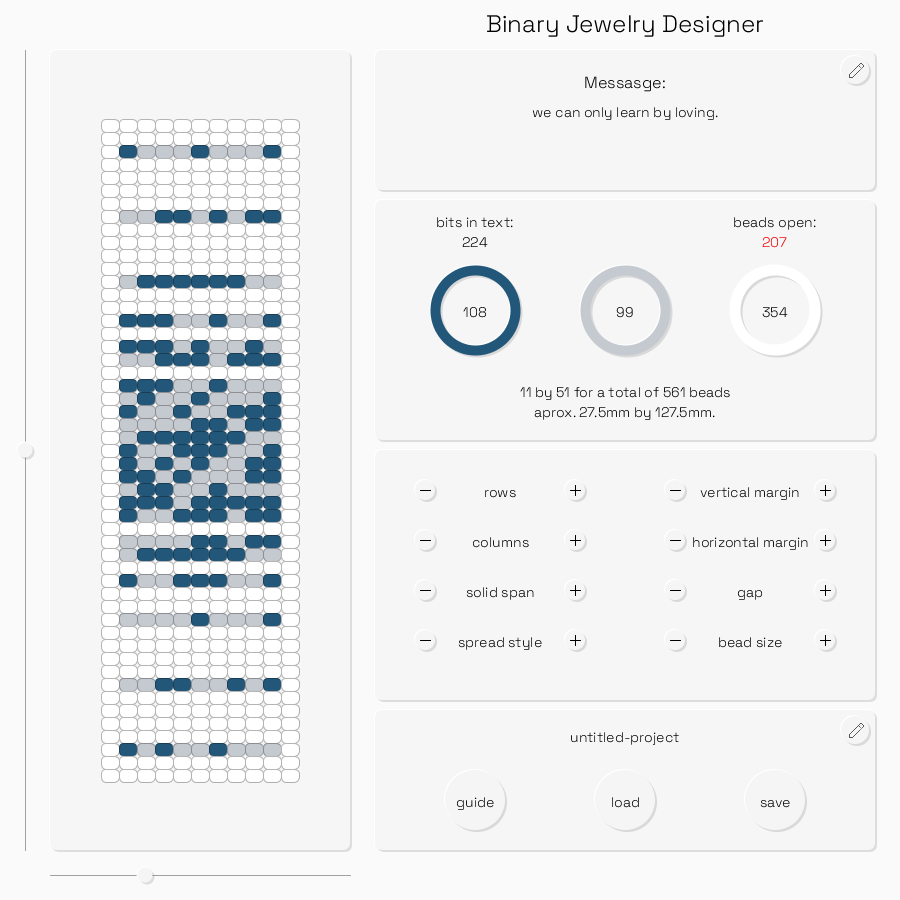 Binary Jewelry Designer
Messasge:
we can only learn by loving.
bits in text:
224
beads open:
207
108
99
354
11 by 51 for a total of 561 beads
aprox. 27.5mm by 127.5mm.
rows
vertical margin
columns
horizontal margin
solid span
gap
spread style
bead size
untitled-project
guide
load
save